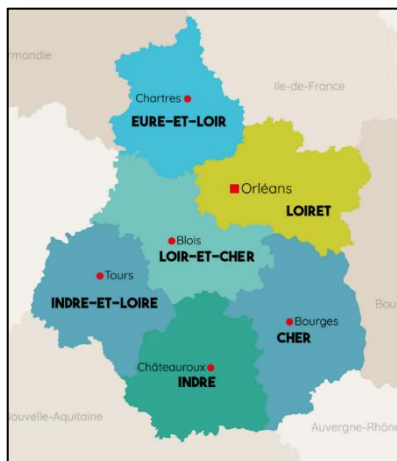 rmandie
Ile-de-France
Chartres
EURE-ET-LOIR
Orléans
LOIRET
Blois
LOIR-ET-CHER
Tours
INDRE-ET-LOIRE
Bou
Bourges
CHER
Châteauroux
INDRE
Nouvelle-Aquitaine
Auvergne-Rhône